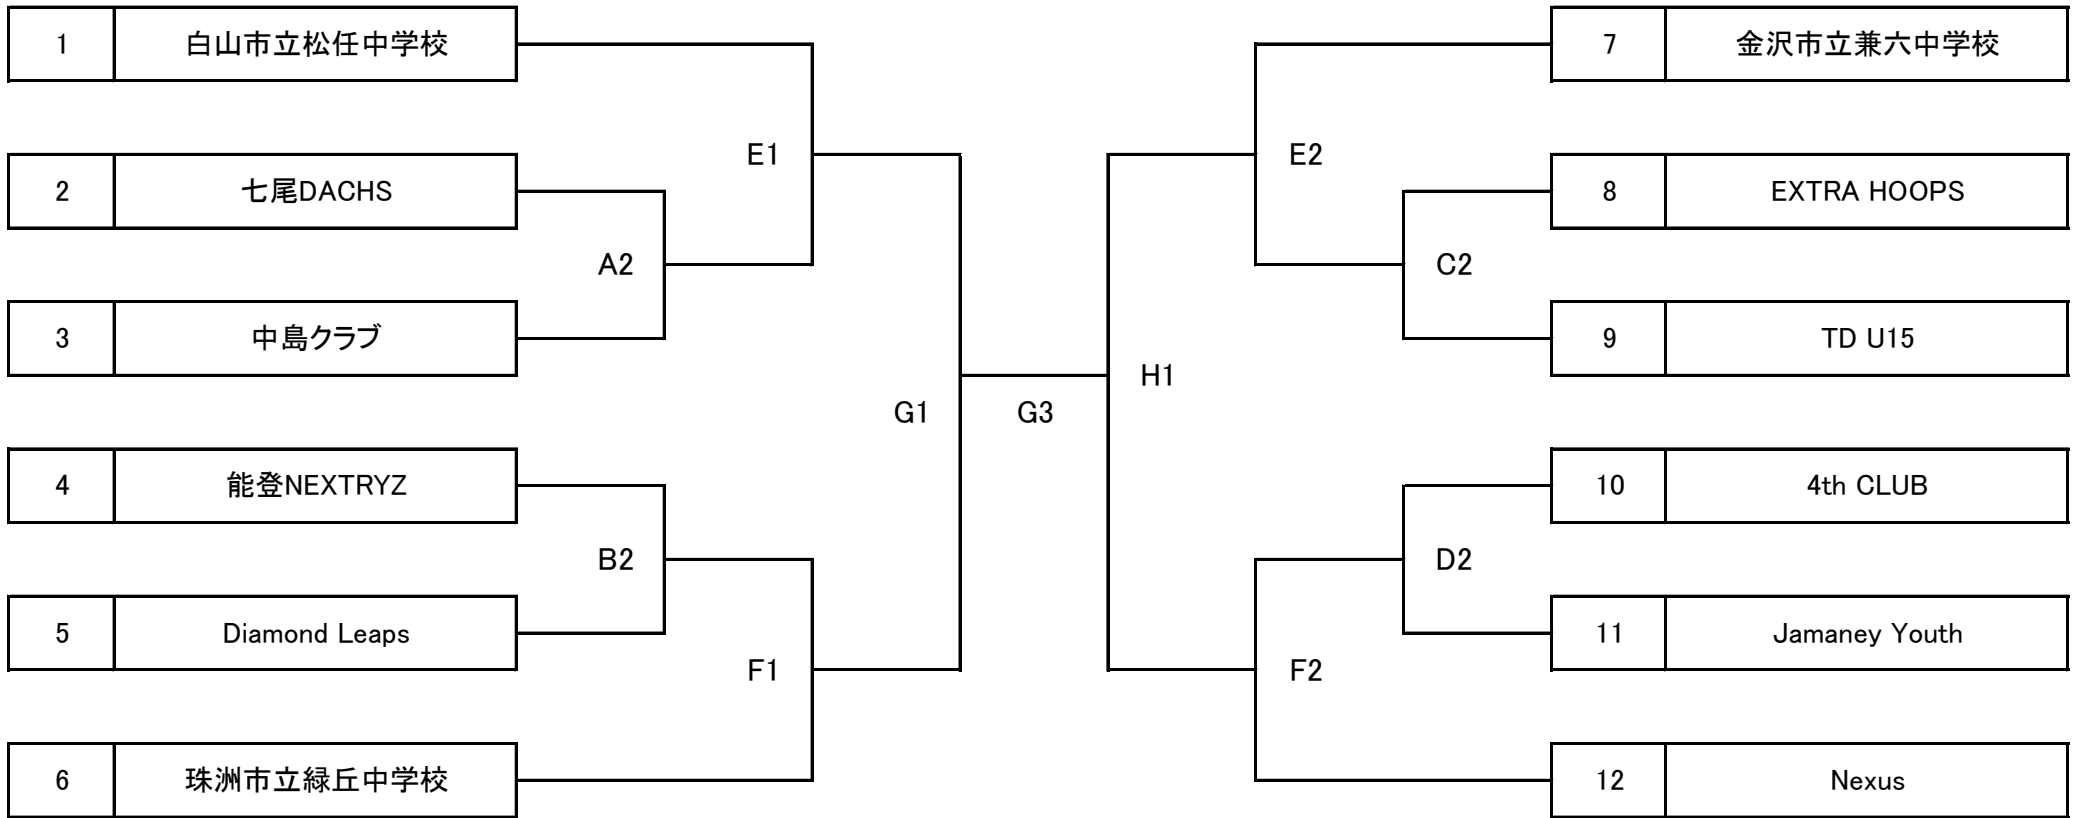 1 白山市立松任中学校
7 金沢市立兼六中学校
E1
E2
2 七尾DACHS
8 EXTRA HOOPS
A2
C2
3 中島クラブ
9 TD U15
H1
G1
G3
4 能登NEXTRYZ
10 4th CLUB
B2
D2
5 Diamond Leaps
11 Jamaney Youth
F1
F2
6 珠洲市立緑丘中学校
12 Nexus